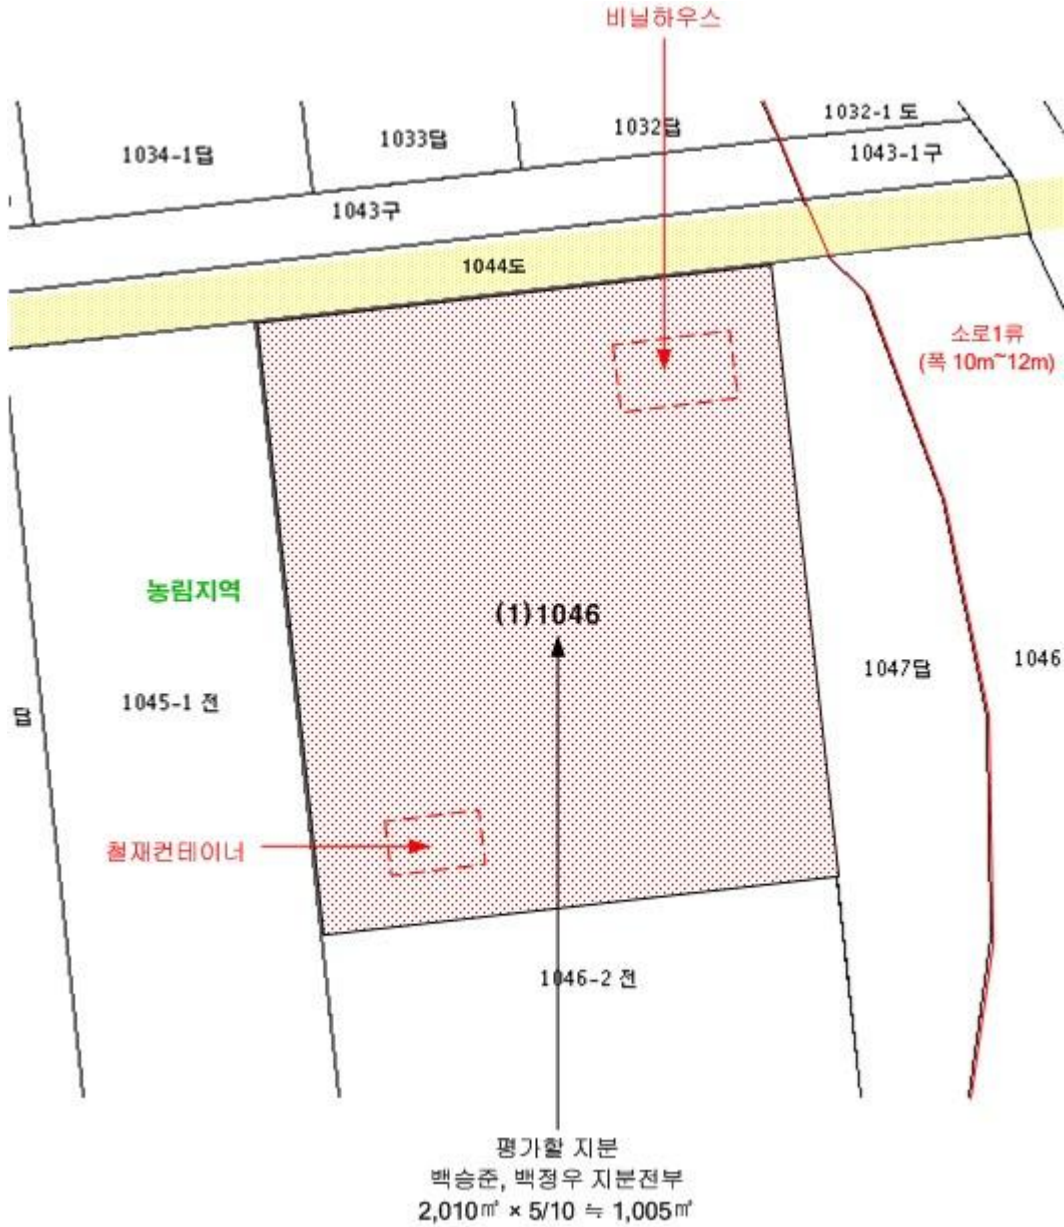 비닐하우스
1032-1 도
1034-1답
1033답
1032답
1043-1구
1043구
1044도
소로1류
(폭 10m~12m)
농림지역
(1)1046
1047답
1046
1045-1 전
답
철재컨테이너
1046-2 전
평가할 지분
백승준, 백정우 지분전부
2,010㎡ × 5/10 ≒ 1,005㎡